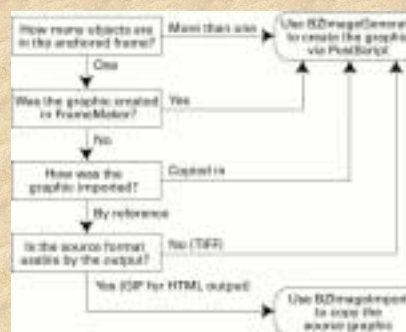 How many objects are
in the anchored frame?
More than one
Use BZImageGenerator
to create the graphic
via PostScript
One
Was the graphic created
in FrameMaker?
Yes
No
How was the
graphic imported?
Copied in
By reference
Is the source format
usable by the output?
No (TIFF)
Yes (GIF for HTML output)
Use BZImageImport
to copy the
source graphic